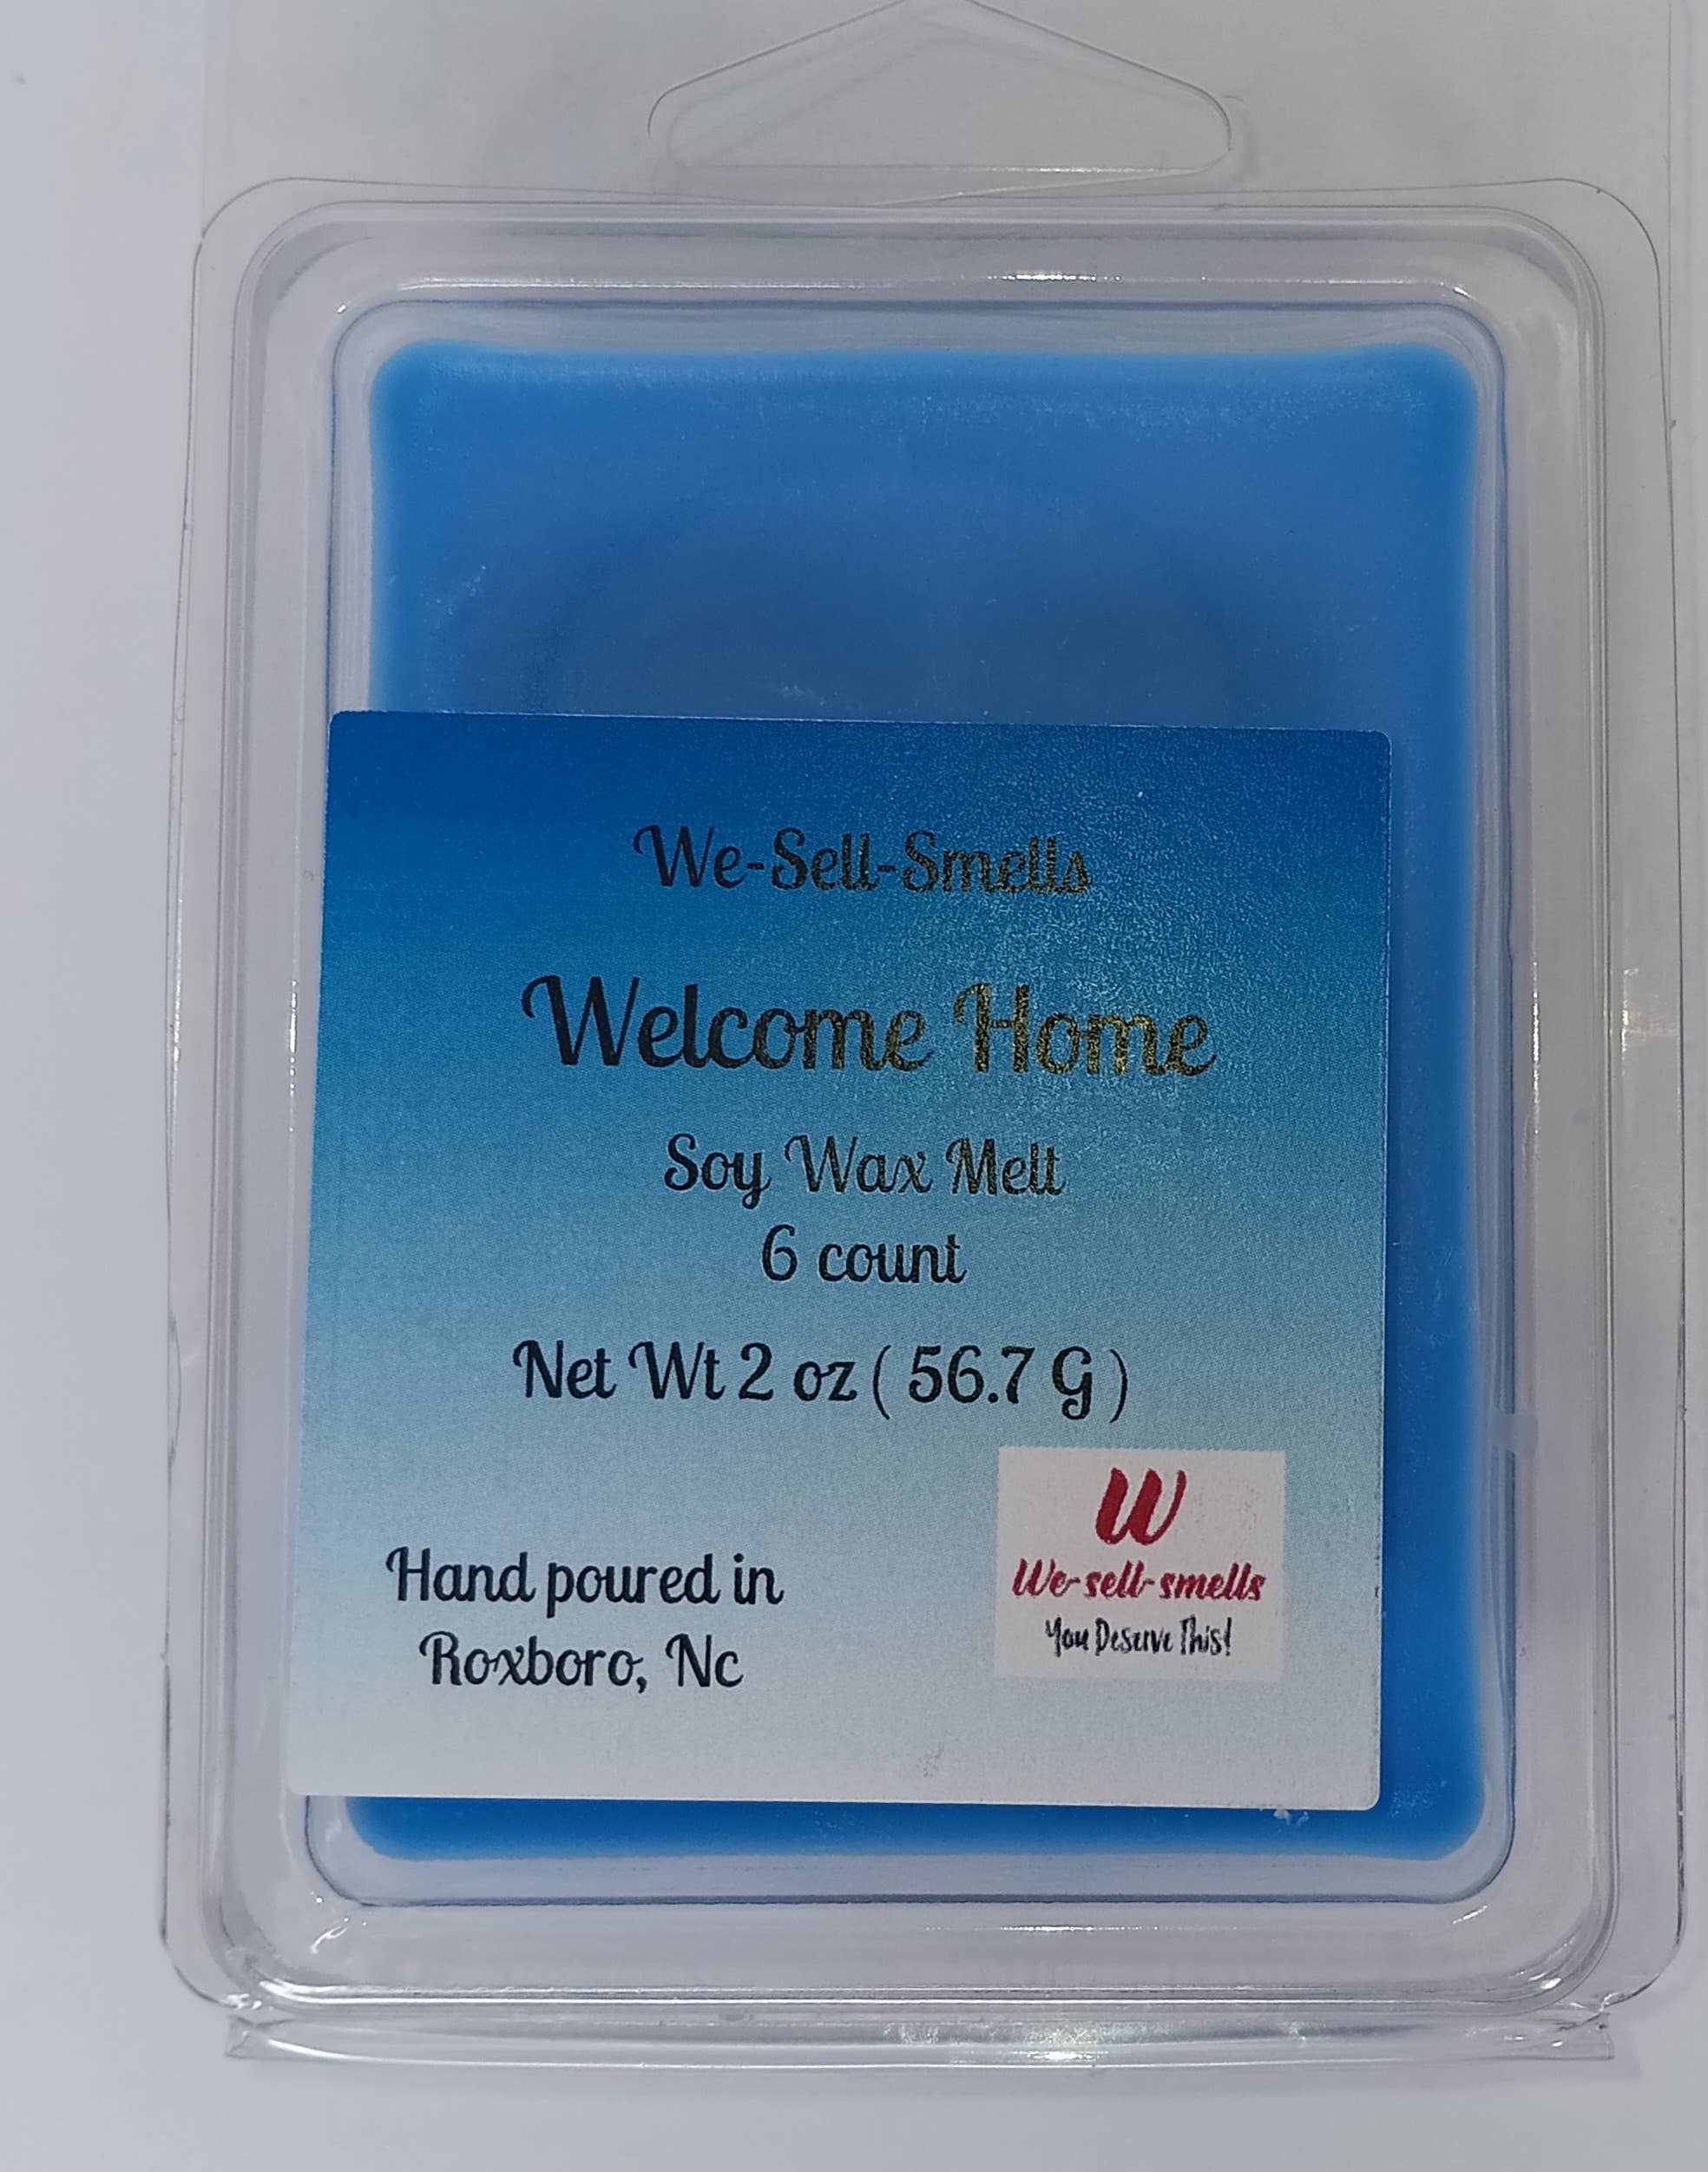 We-Sell-Smells
Welcome Home
Soy Wax Melt
6 count
Net Wt 2 oz ( 56.7 G )
Hand poured in
Roxboro, Nc
W
We-sell-smells
You Deserve This!